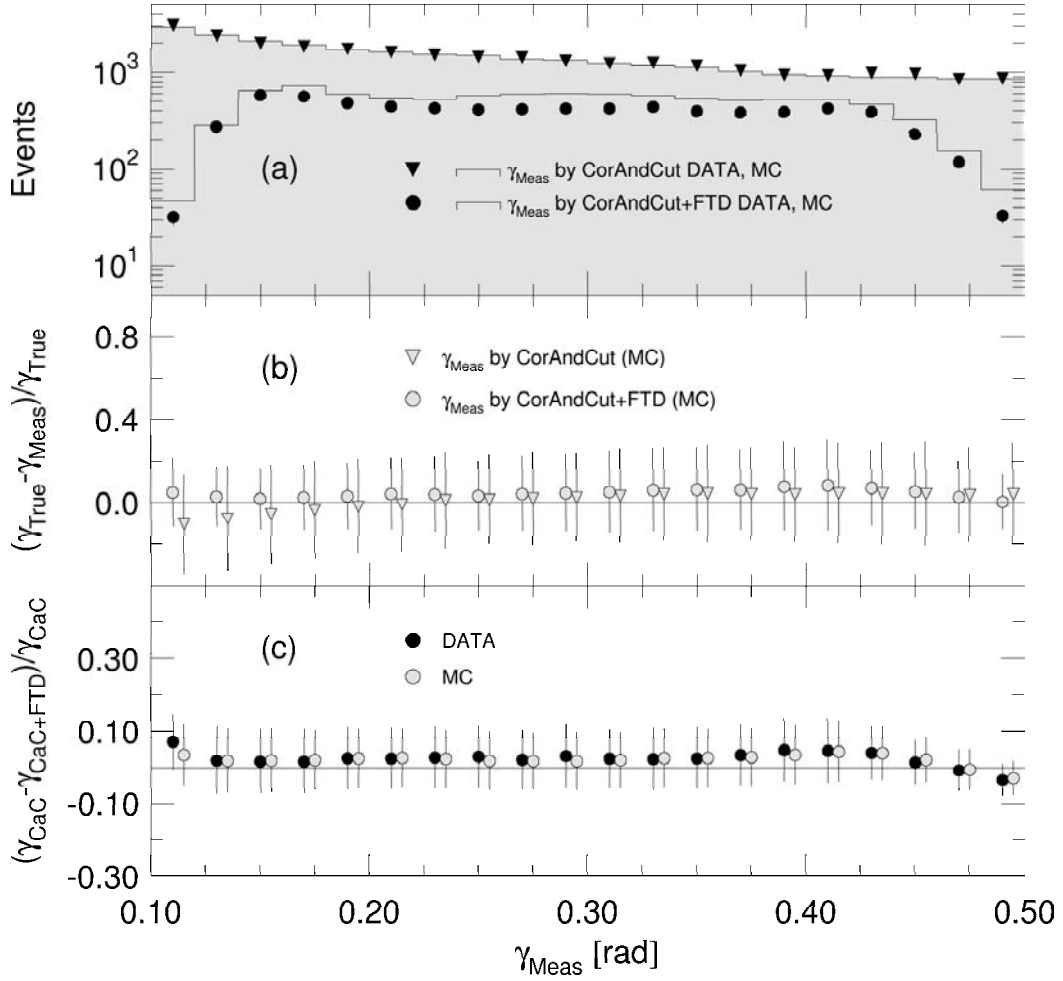 Events
10³
10²
10¹
(a)
γMeas by CorAndCut DATA, MC
γMeas by CorAndCut+FTD DATA, MC
(γTrue-γMeas)/γTrue
0.8
0.4
0.0
(b)
γMeas by CorAndCut (MC)
γMeas by CorAndCut+FTD (MC)
(γCaC-γCaC+FTD)/γCaC
0.30
0.10
-0.10
-0.30
(c)
DATA
MC
0.10 0.20 0.30 0.40 0.50
γMeas [rad]